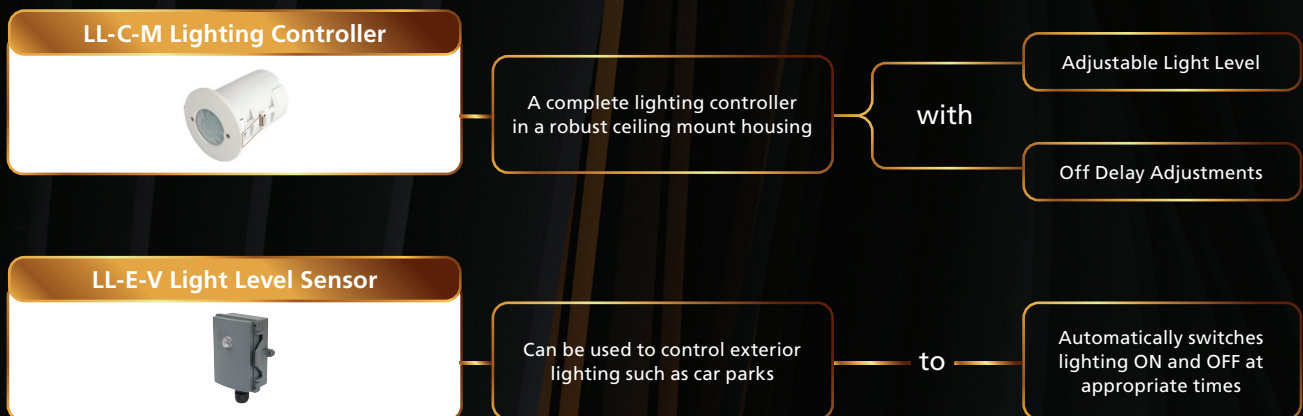 LL-C-M Lighting Controller
A complete lighting controller
in a robust ceiling mount housing
with
Adjustable Light Level
Off Delay Adjustments
LL-E-V Light Level Sensor
Can be used to control exterior
lighting such as car parks
to
Automatically switches
lighting ON and OFF at
appropriate times